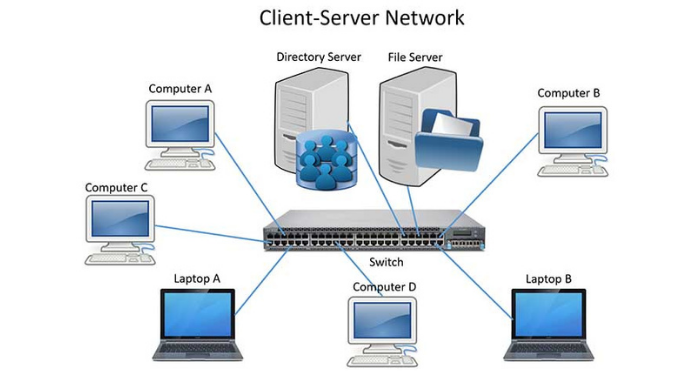 Client-Server Network
Directory Server
File Server
Computer A
Computer B
Computer C
Switch
Laptop A
Computer D
Laptop B